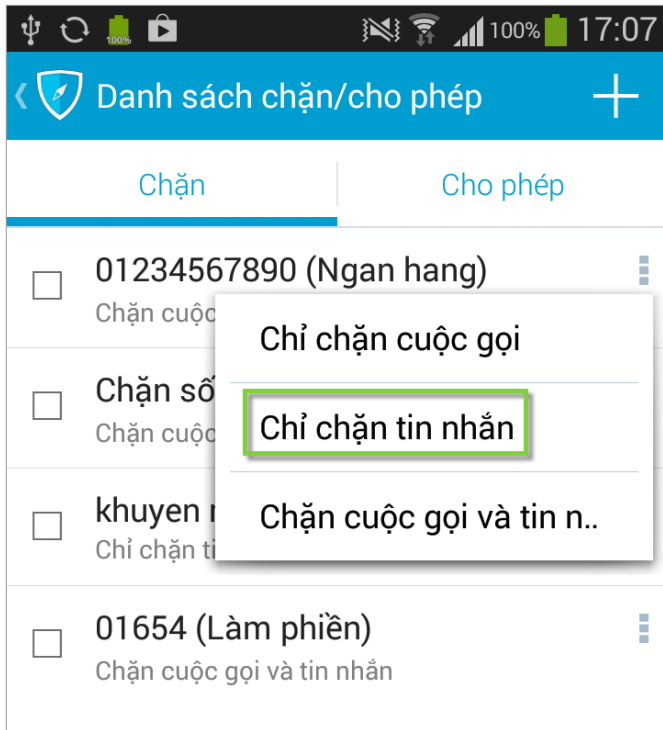 100% 100% 17:07
Danh sách chặn/cho phép
Chặn Cho phép
01234567890 (Ngan hang)
Chặn cuộc
Chỉ chặn cuộc gọi
Chặn số
Chặn cuộc
Chỉ chặn tin nhắn
khuyen
Chỉ chặn
Chặn cuộc gọi và tin n..
01654 (Làm phiền)
Chặn cuộc gọi và tin nhắn